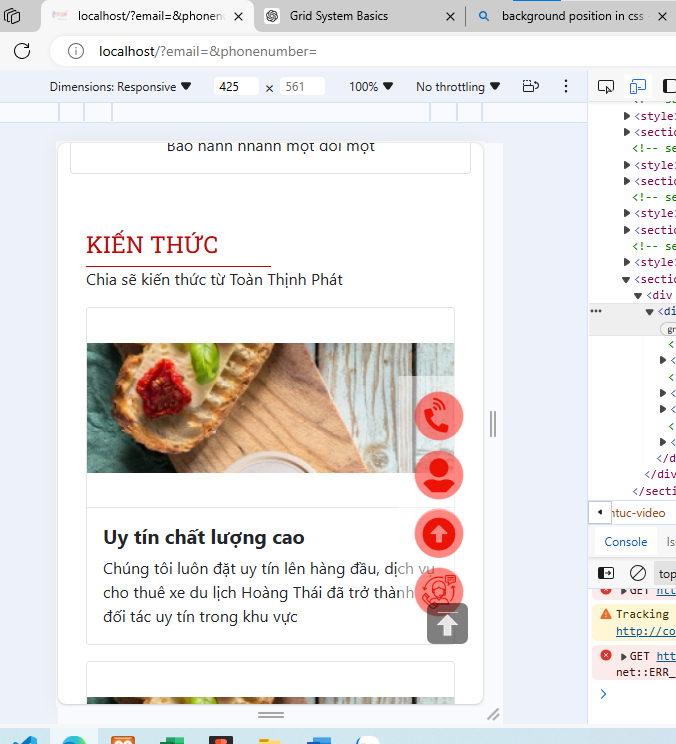 localhost/?email=&phonenumb
Grid System Basics
background position in css -
localhost/?email=&phonenumber=
Dimensions: Responsive
425 × 561
100%
No throttling
Bảo hành nhanh một đổi một
KIẾN THỨC
Chia sẽ kiến thức từ Toàn Thịnh Phát
Uy tín chất lượng cao
Chúng tôi luôn đặt uy tín lên hàng đầu, dịch vụ
cho thuê xe du lịch Hoàng Thái đã trở thành
đối tác uy tín trong khu vực
<!-- se
<style
<sectio
<!-- se
<style
<sectio
<!-- se
<style
<sectio
<!-- se
<style
<sectio
<div
<di
gr
<
<
<
<
<
<
<
</di
</div
</secti
ntuc-video
Console
Iss
top
GET htt
Tracking
http://co
GET htt
net::ERR_